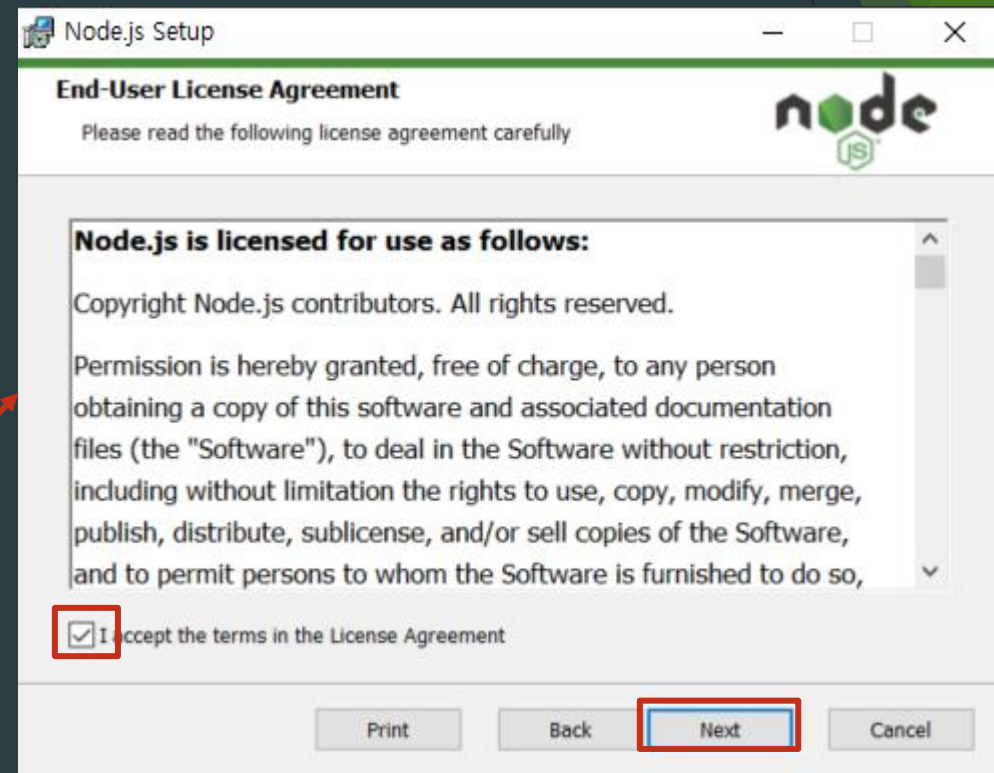 Node.js Setup
End-User License Agreement
Please read the following license agreement carefully
node
JS
Node.js is licensed for use as follows:
Copyright Node.js contributors. All rights reserved.
Permission is hereby granted, free of charge, to any person
obtaining a copy of this software and associated documentation
files (the "Software"), to deal in the Software without restriction,
including without limitation the rights to use, copy, modify, merge,
publish, distribute, sublicense, and/or sell copies of the Software,
and to permit persons to whom the Software is furnished to do so,
I accept the terms in the License Agreement
Print Back Next Cancel